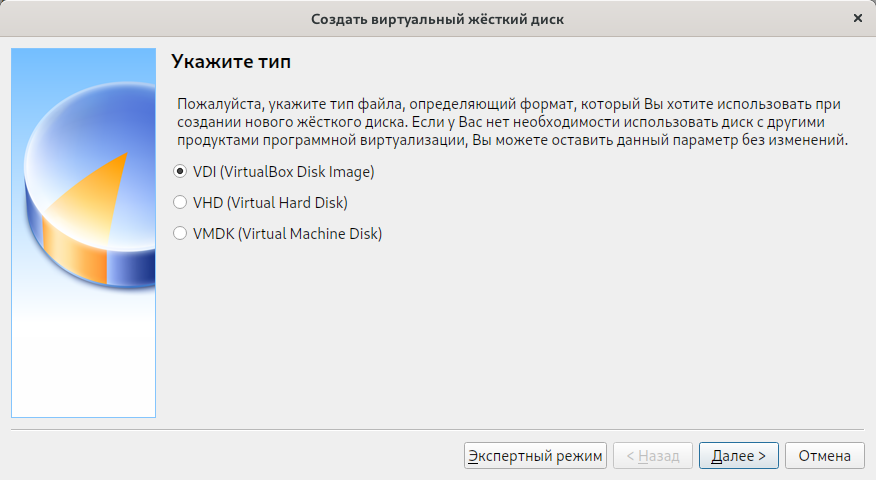 Создать виртуальный жёсткий диск
Укажите тип
Пожалуйста, укажите тип файла, определяющий формат, который Вы хотите использовать при
создании нового жёсткого диска. Если у Вас нет необходимости использовать диск с другими
продуктами программной виртуализации, Вы можете оставить данный параметр без изменений.
VDI (VirtualBox Disk Image)
VHD (Virtual Hard Disk)
VMDK (Virtual Machine Disk)
Экспертный режим < Назад Далее > Отмена